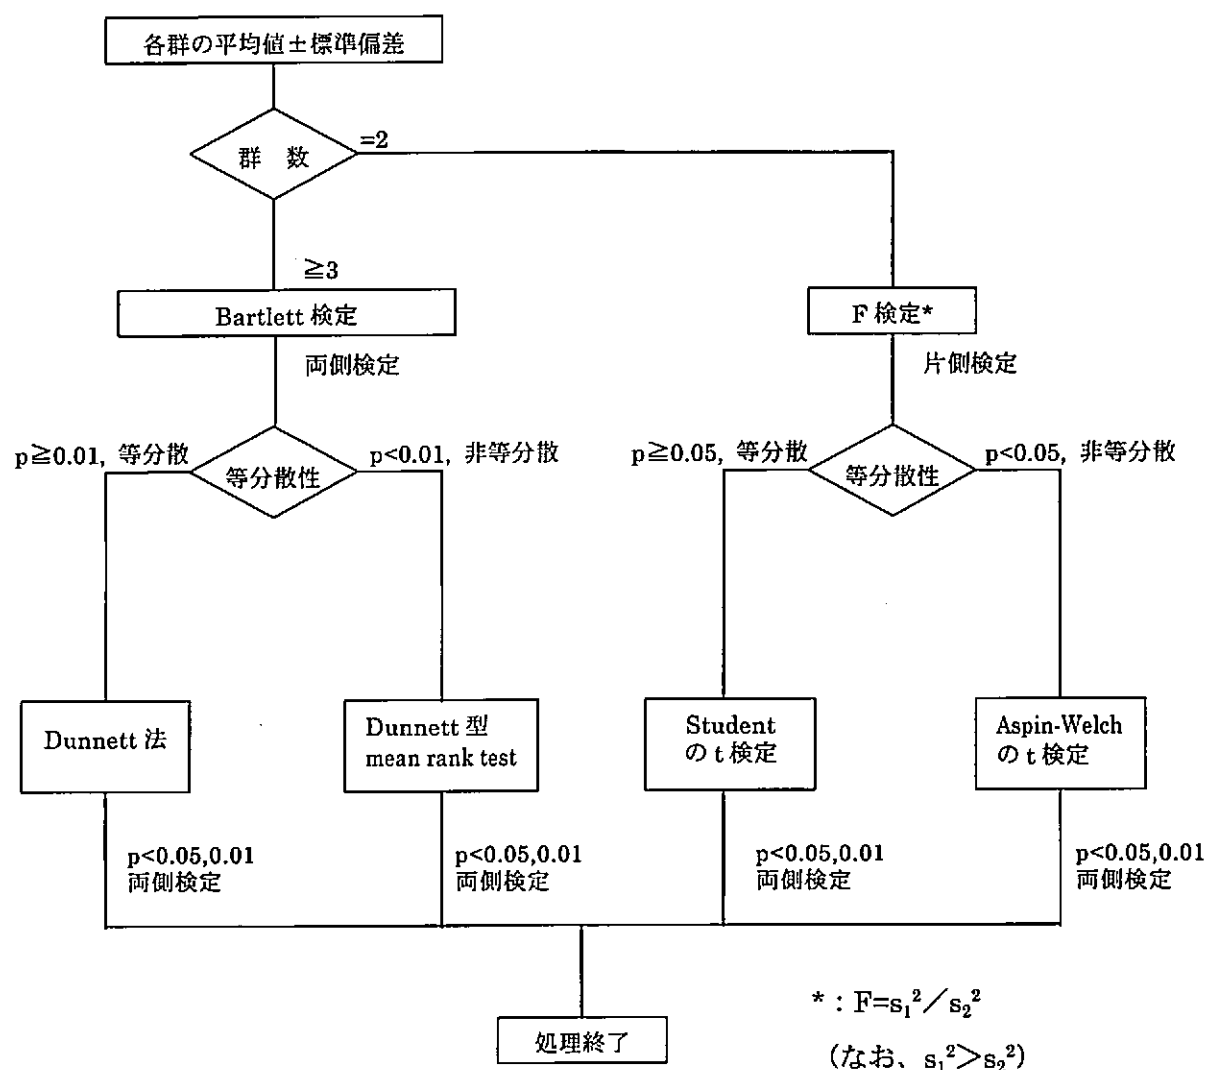 各群の平均値±標準偏差
群 数
=2
≧3
Bartlett 検定
両側検定
F 検定*
片側検定
p≧0.01, 等分散
等分散性
p<0.01, 非等分散
p≧0.05, 等分散
等分散性
p<0.05, 非等分散
Dunnett 法
Dunnett 型
mean rank test
Student
の t 検定
Aspin-Welch
の t 検定
p<0.05,0.01
両側検定
p<0.05,0.01
両側検定
p<0.05,0.01
両側検定
p<0.05,0.01
両側検定
処理終了
* : F=s₁²／s₂²
(なお、s₁²＞s₂²)